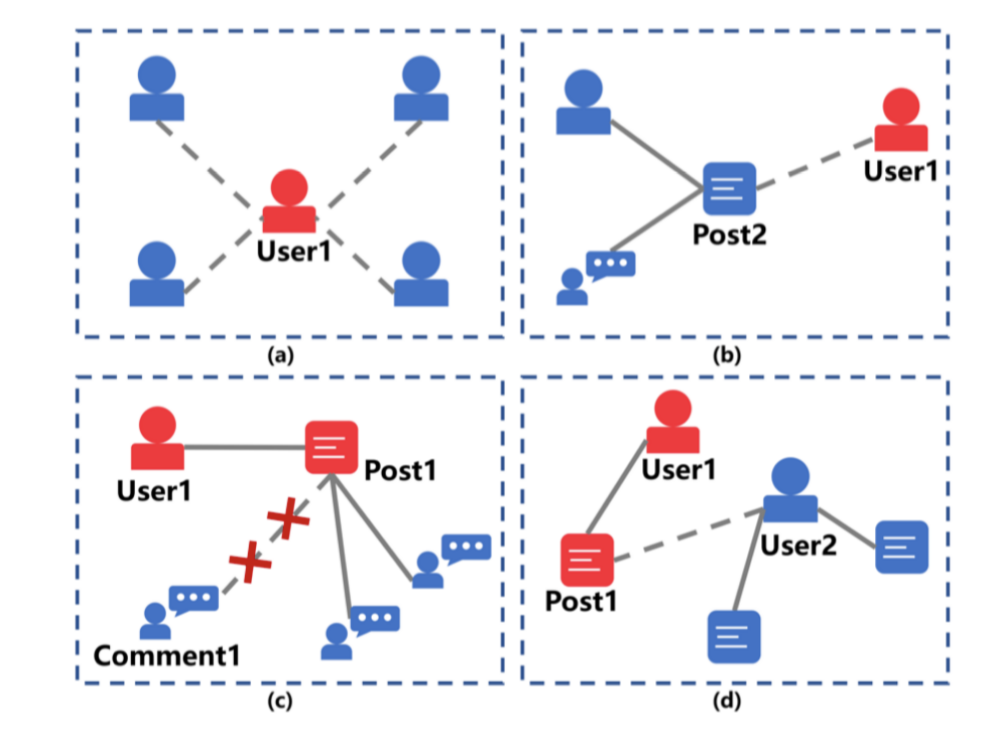 User1
(a)
User1
Post2
(b)
User1
Post1
Comment1
(c)
User1
User2
Post1
(d)